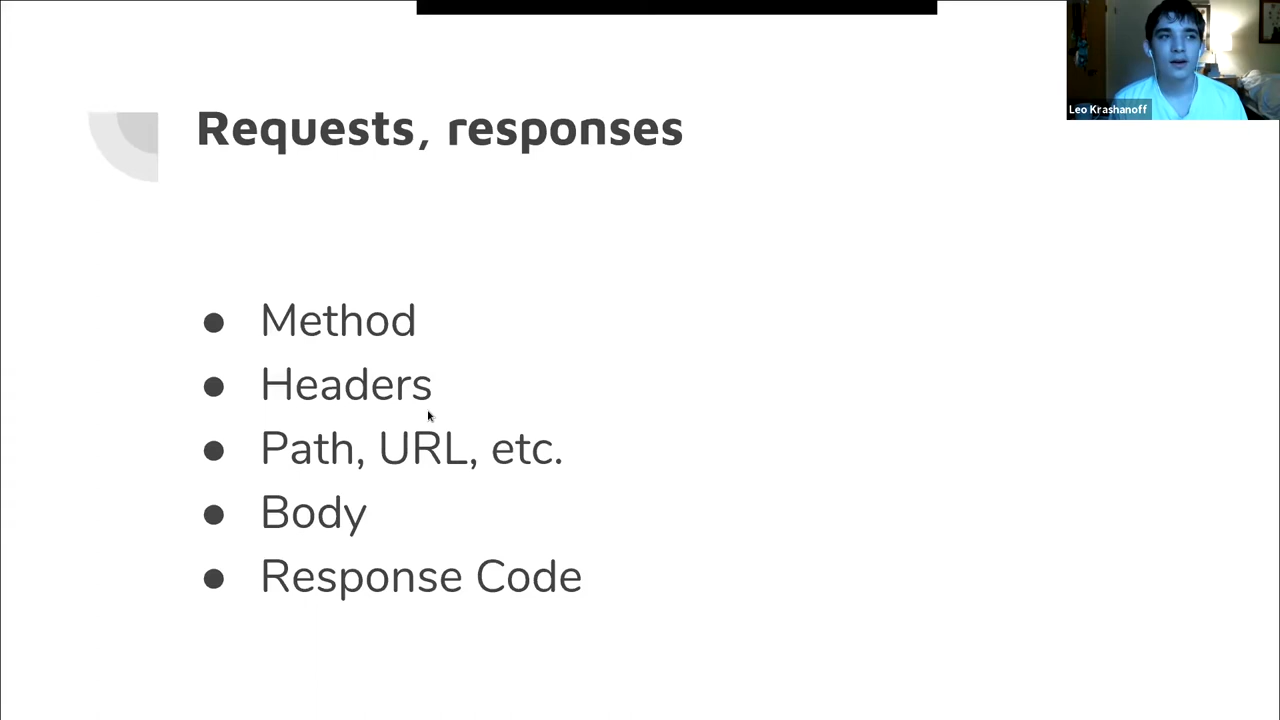 Leo Krashanoff
Requests, responses
● Method
● Headers
● Path, URL, etc.
● Body
● Response Code